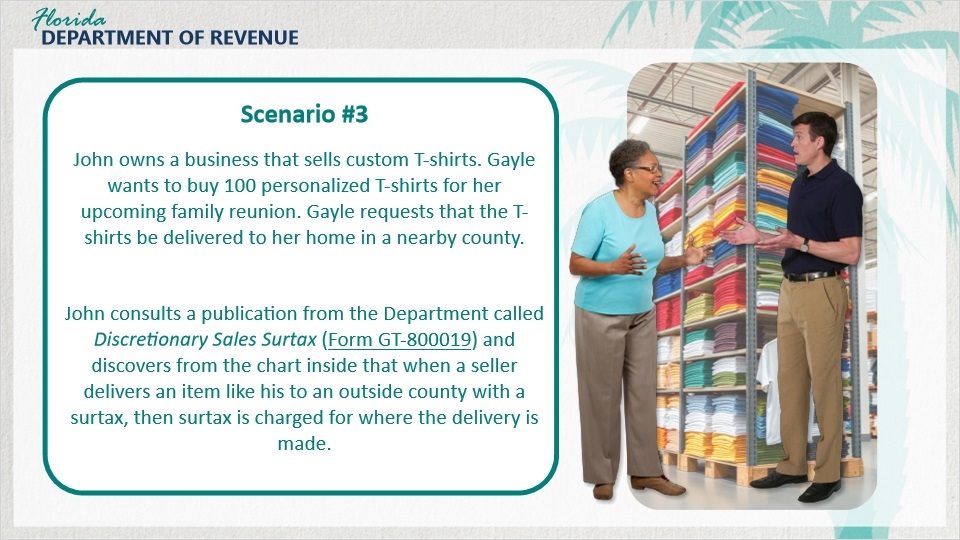 Florida
DEPARTMENT OF REVENUE
Scenario #3
John owns a business that sells custom T-shirts. Gayle
wants to buy 100 personalized T-shirts for her
upcoming family reunion. Gayle requests that the T-
shirts be delivered to her home in a nearby county.
John consults a publication from the Department called
Discretionary Sales Surtax (Form GT-800019) and
discovers from the chart inside that when a seller
delivers an item like his to an outside county with a
surtax, then surtax is charged for where the delivery is
made.